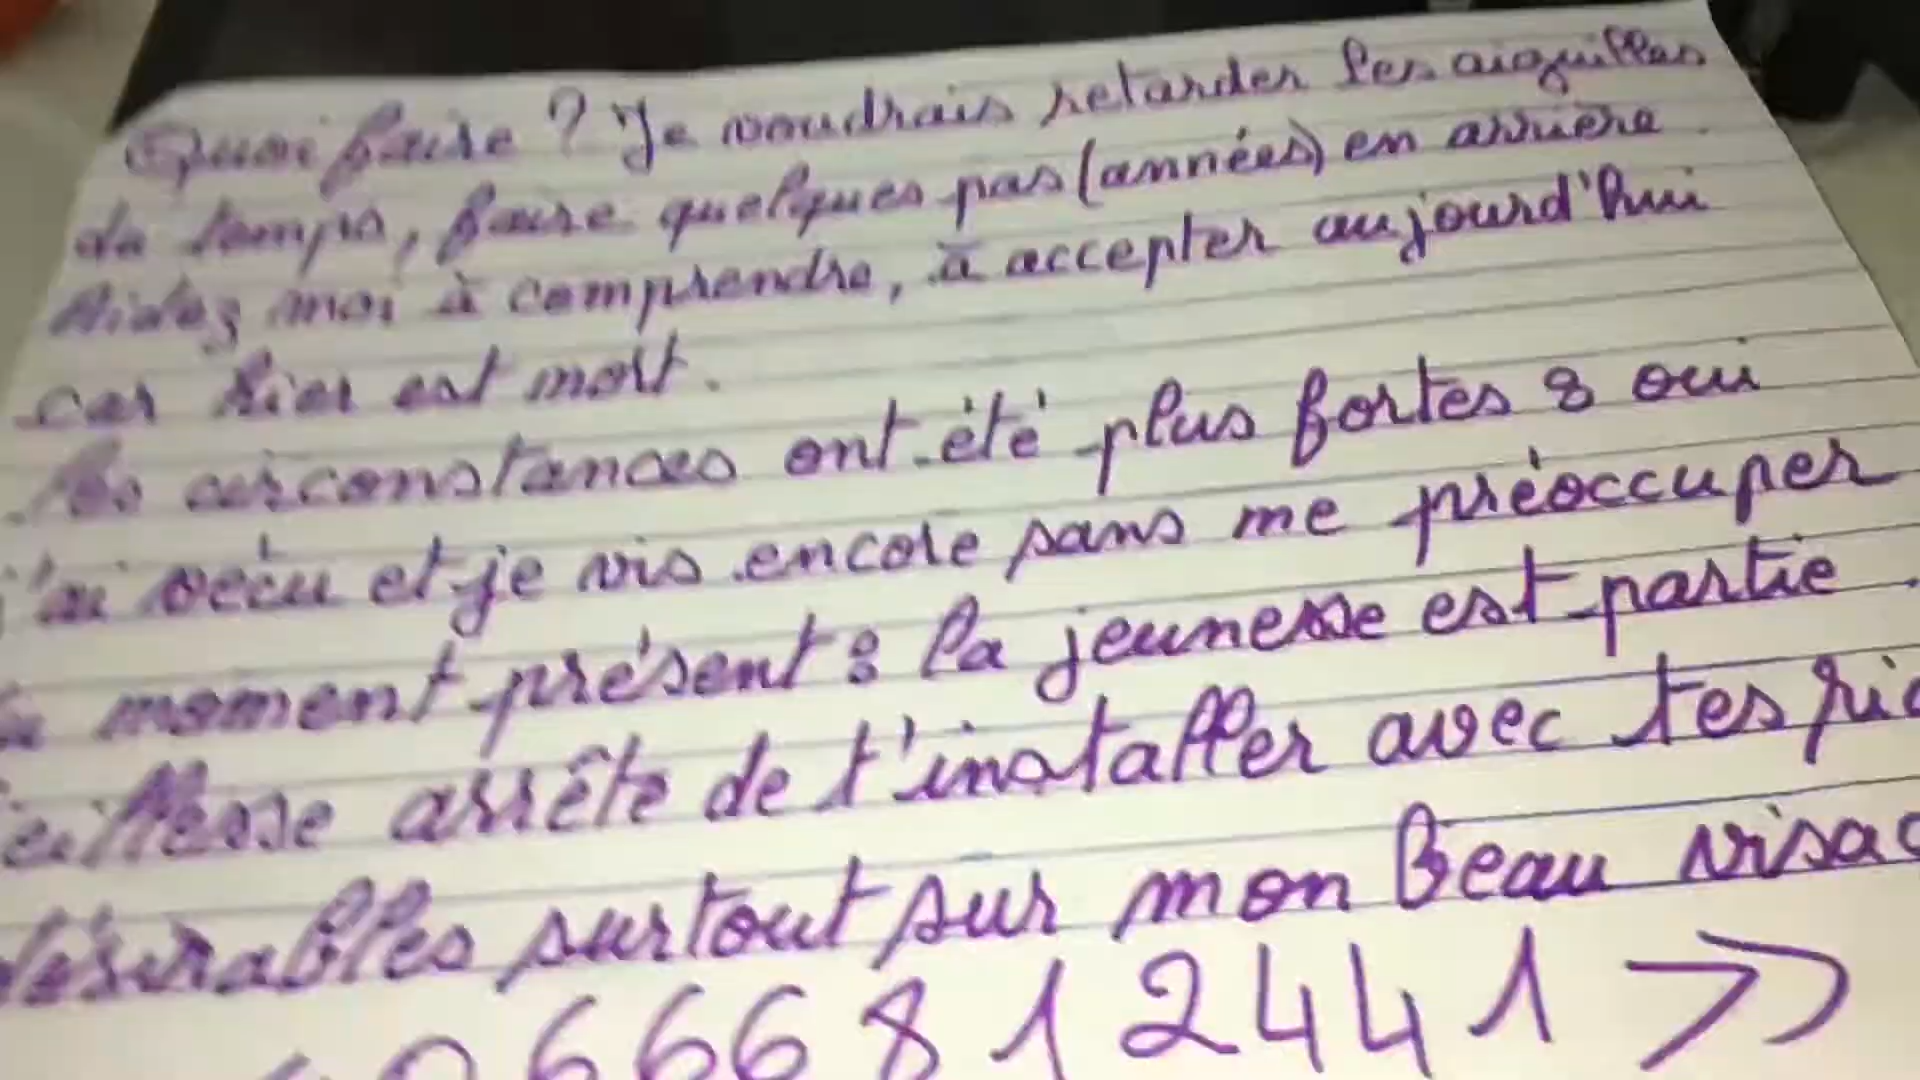 Quoi faire ? Je voudrais retarder les aiguilles
du temps, faire quelques pas (années) en arrière.
Aidez moi à comprendre, à accepter aujourd'hui
car hier est mort.
Les circonstances ont été plus fortes : oui
j'ai vécu et je vis encore sans me préoccuper
moment présent : la jeunesse est partie.
arrête de t'installer avec tes
surtout sur mon Beau
666812441 >>